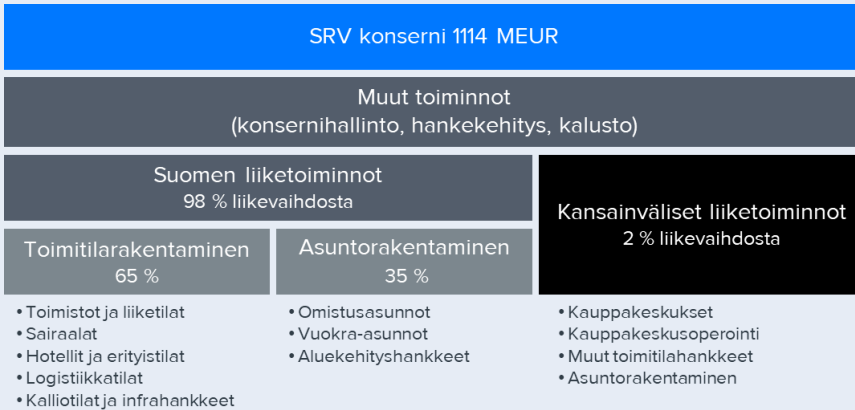 SRV konserni 1114 MEUR
Muut toiminnot
(konsernihallinto, hankekehitys, kalusto)
Suomen liiketoiminnot
98 % liikevaihdosta
Kansainväliset liiketoiminnot
2 % liikevaihdosta
Toimitilarakentaminen
65 %
Asuntorakentaminen
35 %
• Toimistot ja liiketilat
• Sairaalat
• Hotellit ja erityistilat
• Logistiikkatilat
• Kalliotilat ja infrahankkeet
• Omistusasunnot
• Vuokra-asunnot
• Aluekehityshankkeet
• Kauppakeskukset
• Kauppakeskusoperointi
• Muut toimitilahankkeet
• Asuntorakentaminen